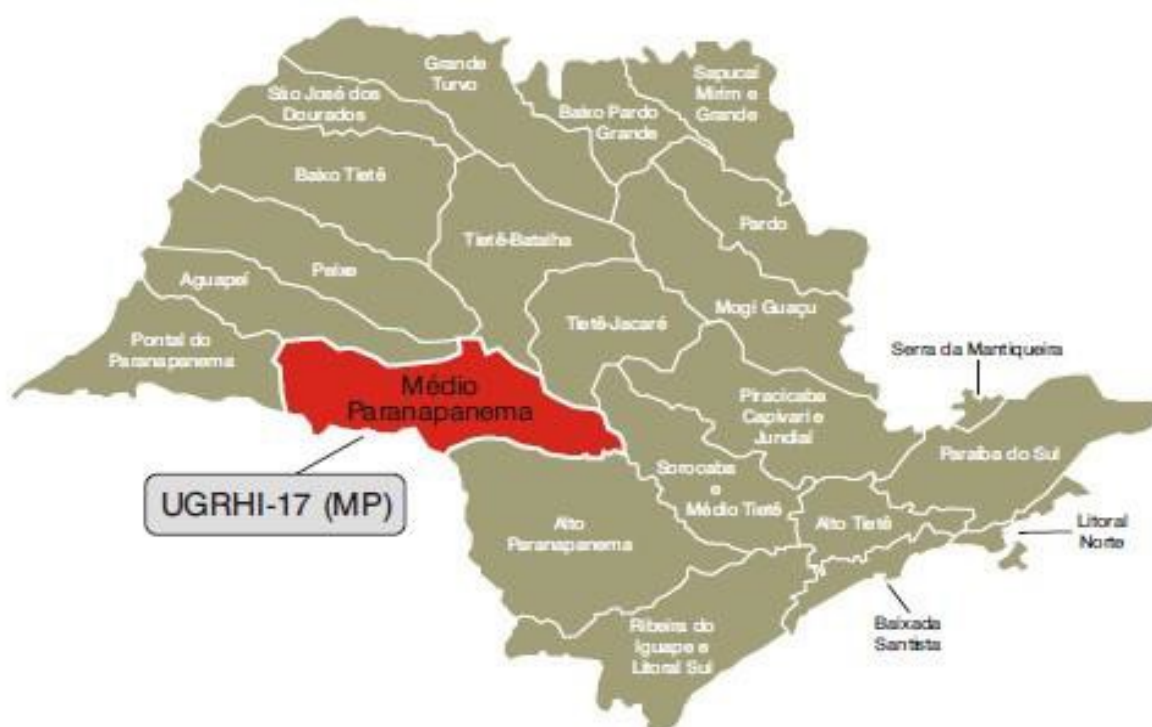 Grande
Turvo
Sapucaí
Mirim e
Grande
São José dos
Dourados
Baixo Pardo
Grande
Baixo Tietê
Pardo
Tietê-Batalha
Peixe
Aguapeí
Mogi Guaçu
Tietê-Jacaré
Pontal do
Paranapanema
Serra da Mantiqueira
Médio
Paranapanema
Piracicaba
Capivari e
Jundiaí
Paraíba do Sul
Sorocaba
e
Médio Tietê
UGRHI-17 (MP)
Alto
Paranapanema
Alto Tietê
Litoral
Norte
Ribeira do
Iguape e
Litoral Sul
Baixada
Santista